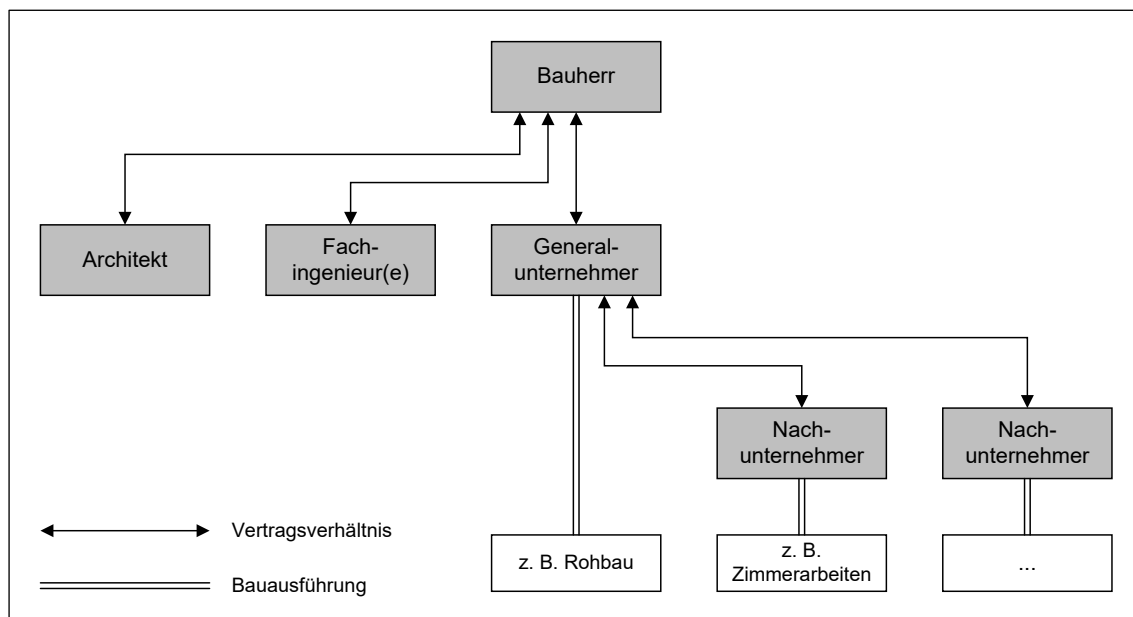 Bauherr
Architekt
Fach-
ingenieur(e)
General-
unternehmer
Nach-
unternehmer
Nach-
unternehmer
Vertragsverhältnis
Bauausführung
z. B. Rohbau
z. B.
Zimmerarbeiten
...